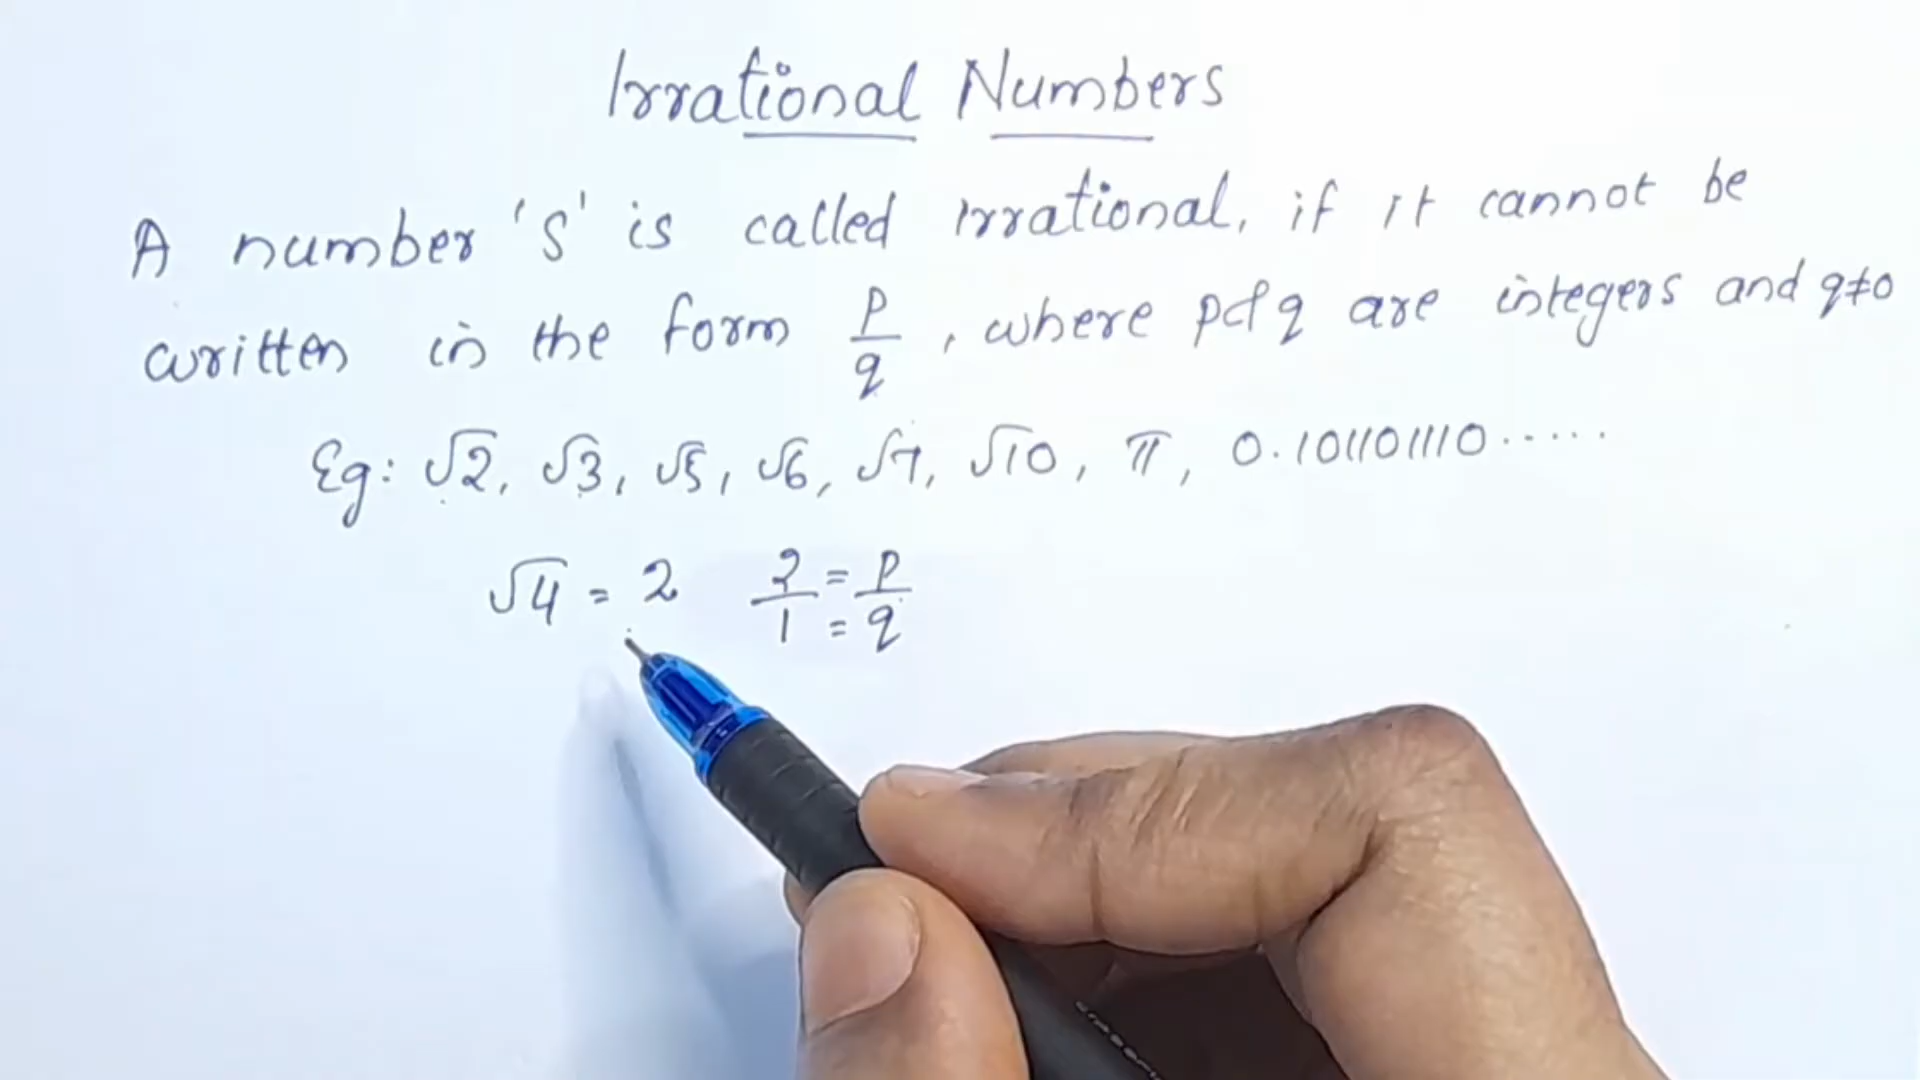 Irrational Numbers
A number 's' is called irrational, if it cannot be
written in the form p/q, where p & q are integers and q≠0
Eg: √2, √3, √5, √6, √7, √10, π, 0.101101110.....
√4 = 2 2/1 = p/q